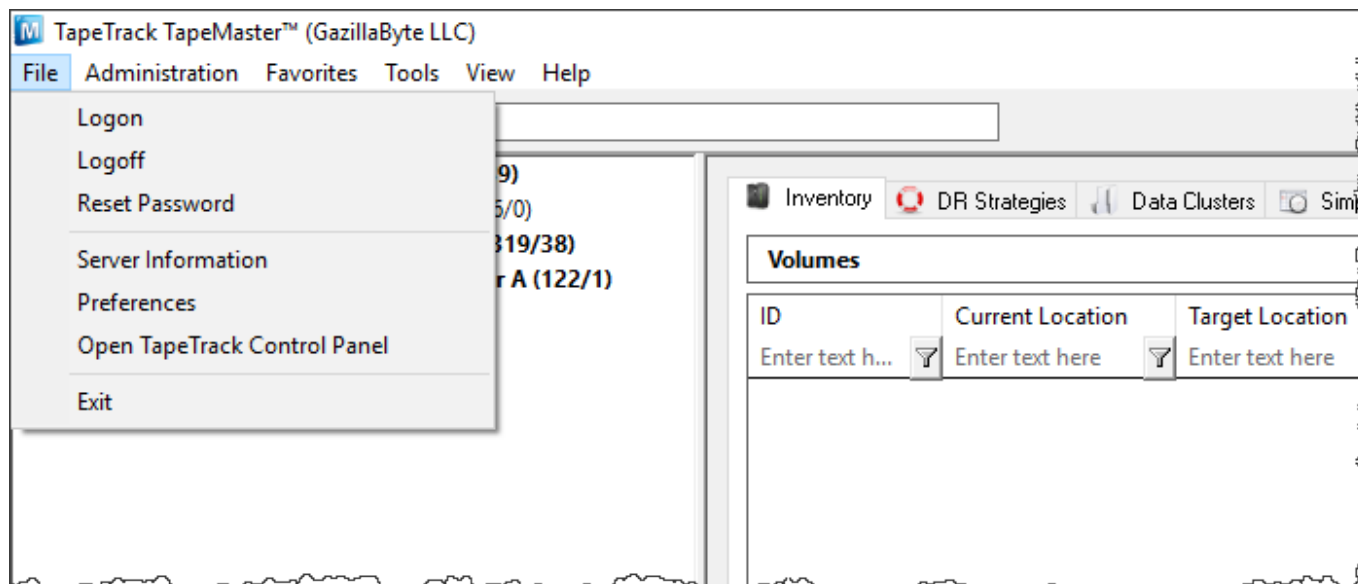 TapeTrack TapeMaster™ (GazillaByte LLC)
File Administration Favorites Tools View Help
Logon
Logoff
Reset Password
Server Information
Preferences
Open TapeTrack Control Panel
Exit
9)
/0)
319/38)
r A (122/1)
Inventory DR Strategies Data Clusters
Volumes
ID Current Location Target Location
Enter text h... Enter text here Enter text here